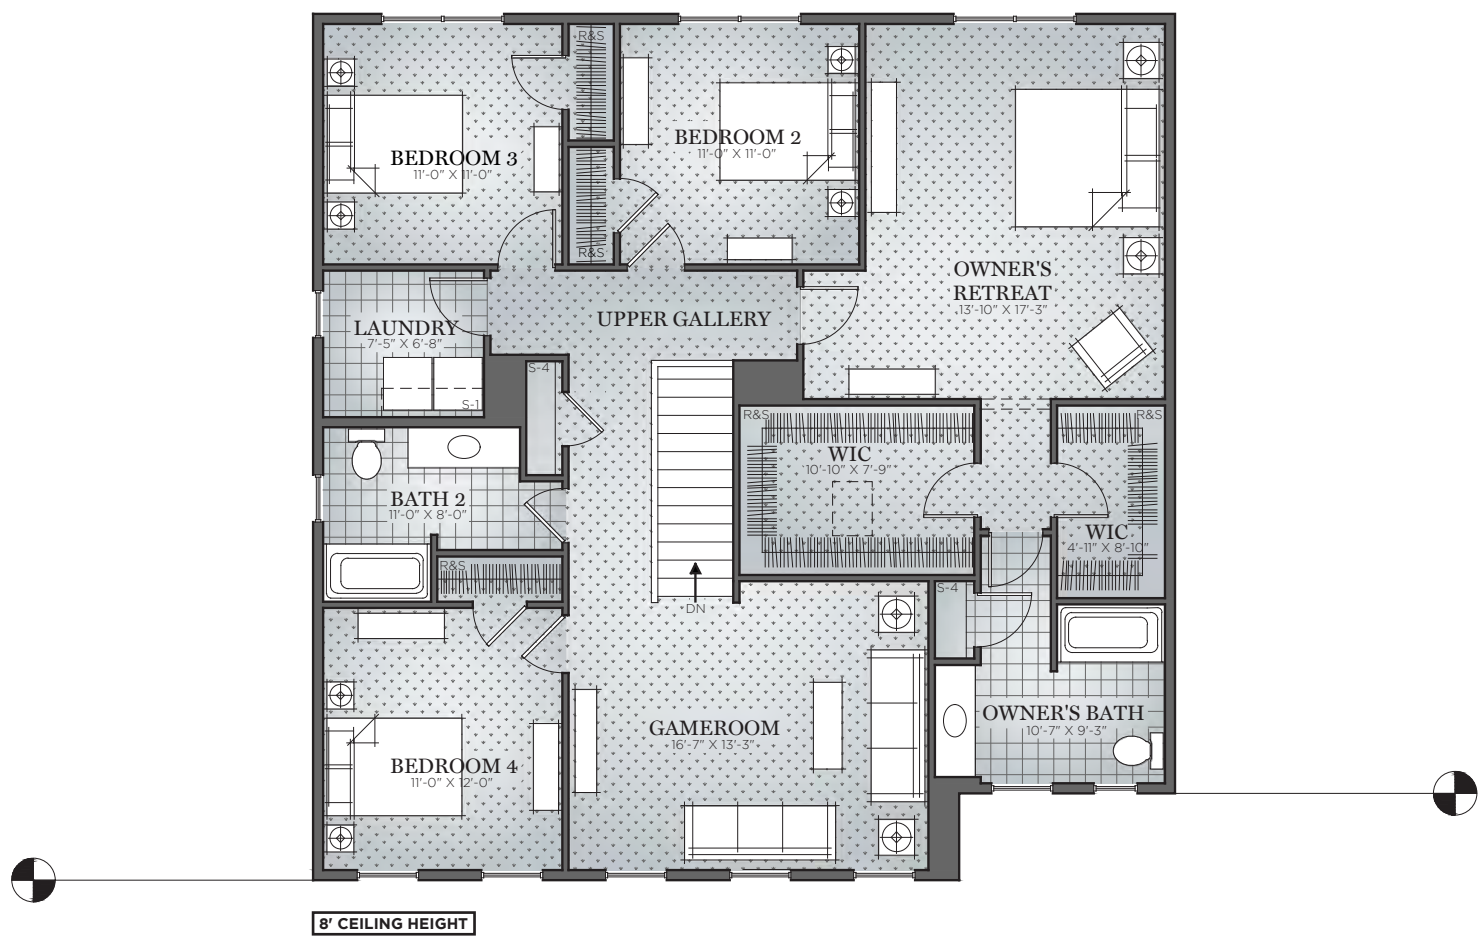 R&S
BEDROOM 3
11'-0" X 11'-0"
BEDROOM 2
11'-0" X 11'-0"
R&S
OWNER'S
RETREAT
13'-10" X 17'-3"
UPPER GALLERY
LAUNDRY
7'-5" X 6'-8"
S-1
S-4
R&S
WIC
10'-10" X 7'-9"
R&S
WIC
4'-11" X 8'-10"
BATH 2
11'-0" X 8'-0"
R&S
DN
S-4
OWNER'S BATH
10'-7" X 9'-3"
GAMEROOM
16'-7" X 13'-3"
BEDROOM 4
11'-0" X 12'-0"
8' CEILING HEIGHT